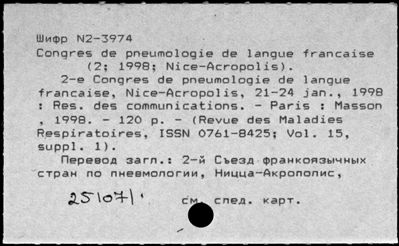 Шифр N2-3974
Congres de pneumologie de langue francaise
(2; 1998; Nice-Acropolis).
2-e Congres de pneumologie de langue
francaise, Nice-Acropolis, 21-24 jan., 1998
: Res. des communications. - Paris : Masson
, 1998. - 120 p. - (Revue des Maladies
Respiratoires, ISSN 0761-8425; Vol. 15,
suppl. 1).
Перевод загл.: 2-й Съезд франкоязычных
стран по пневмологии, Ницца-Акрополис,
25\07/1 см. след. карт.